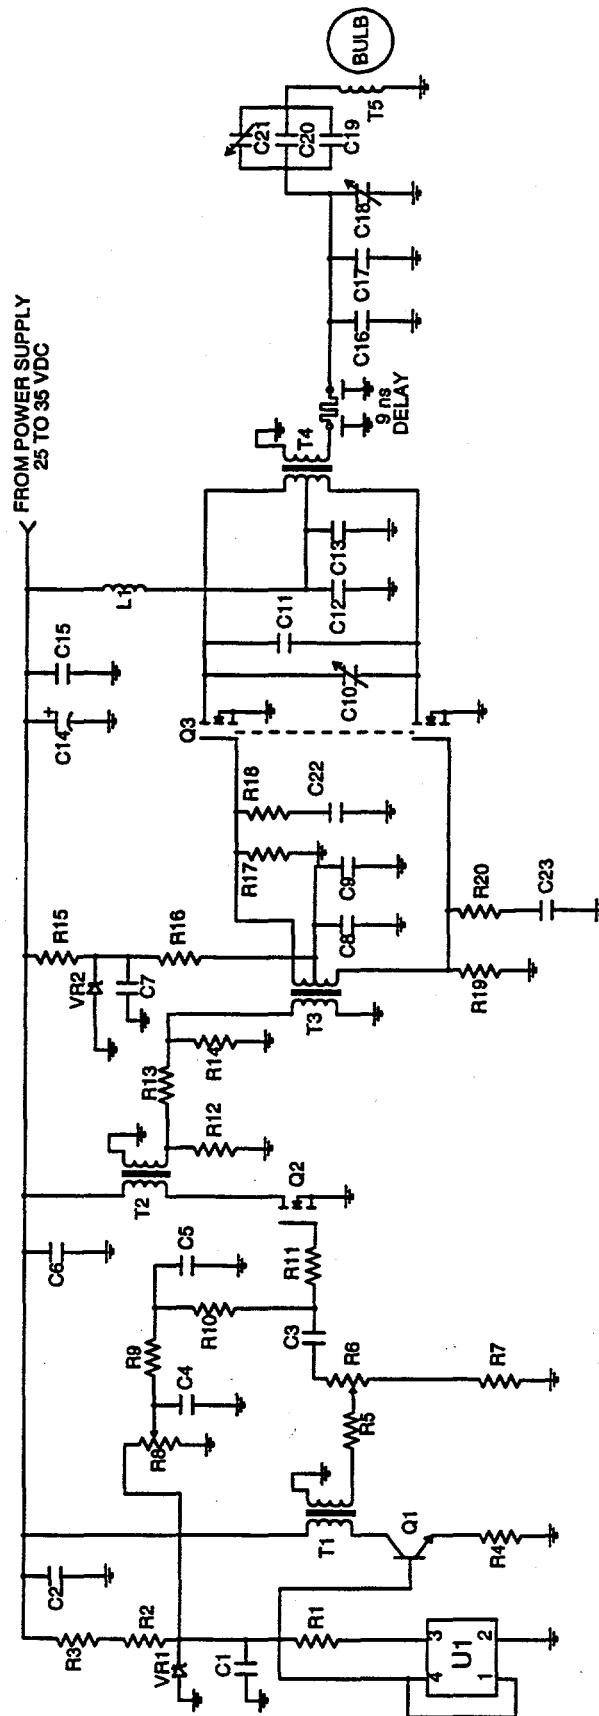 FROM POWER SUPPLY
25 TO 35 VDC
R3
R2
VR1
C1
C2
R1
U1
4
3
1
2
T1
Q1
R4
R8
C4
R9
C5
R10
R5
R6
R7
C3
R11
C6
T2
Q2
R12
R13
R14
R15
VR2
C7
R16
T3
C8
C9
R17
R18
C22
R19
R20
C23
Q3
C14
+
C15
L1
C10
C11
C12
C13
T4
9 ns
DELAY
C16
C17
C18
C21
C20
C19
T5
BULB